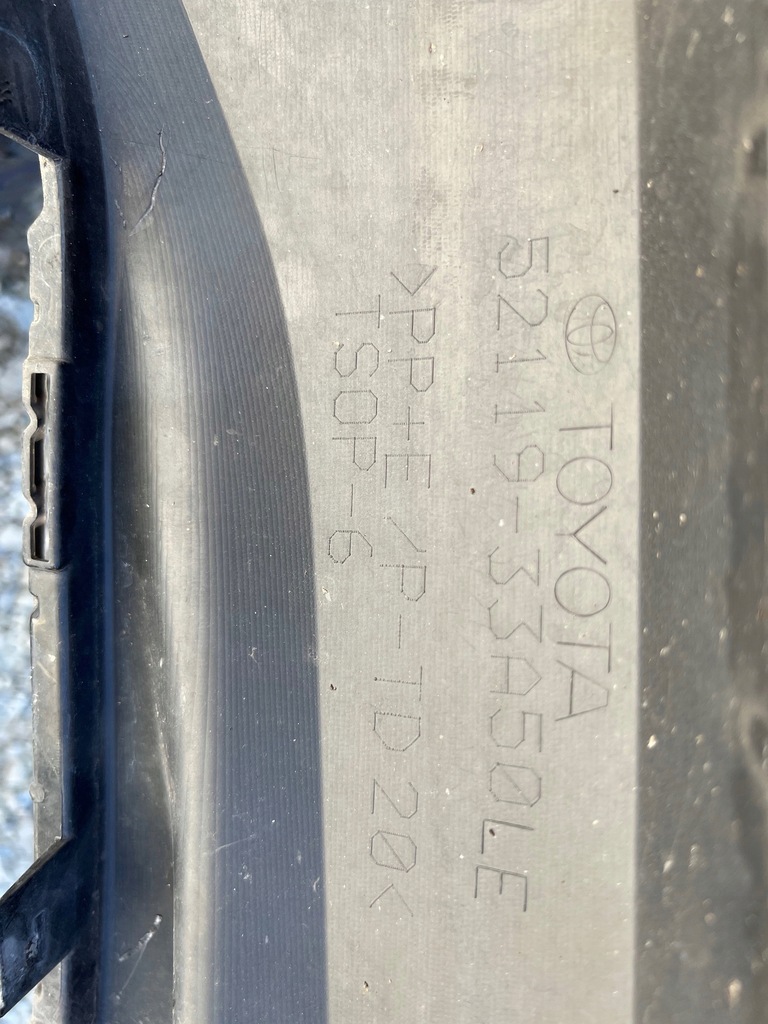 TOYOTA
52119-33A50LE
>PP+E/P-TD20<
TSOP-6